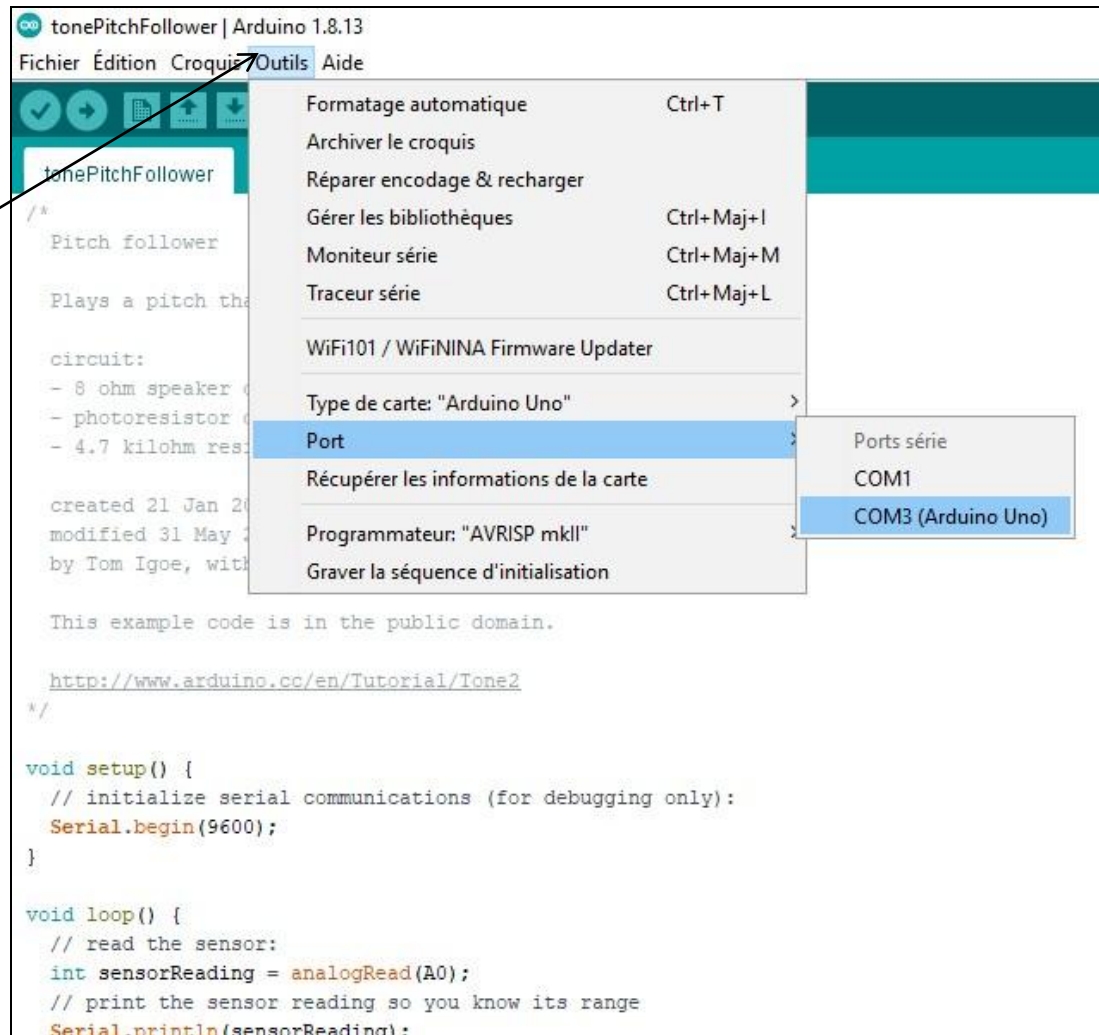 tonePitchFollower | Arduino 1.8.13
Fichier Édition Croquis Outils Aide
Formatage automatique Ctrl+T
Archiver le croquis
Réparer encodage & recharger
Gérer les bibliothèques Ctrl+Maj+I
Moniteur série Ctrl+Maj+M
Traceur série Ctrl+Maj+L
WiFi101 / WiFiNINA Firmware Updater
Type de carte: "Arduino Uno"
Port
Récupérer les informations de la carte
Programmateur: "AVRISP mkII"
Graver la séquence d'initialisation
Ports série
COM1
COM3 (Arduino Uno)
tonePitchFollower
/*
Pitch follower
Plays a pitch
circuit:
- 8 ohm speaker
- photoresistor
- 4.7 kilohm
created 21 Jan
modified 31 May
by Tom Igoe,
This example code is in the public domain.
http://www.arduino.cc/en/Tutorial/Tone2
*/
void setup() {
// initialize serial communications (for debugging only):
Serial.begin(9600);
}
void loop() {
// read the sensor:
int sensorReading = analogRead(A0);
// print the sensor reading so you know its range
Serial.println(sensorReading);